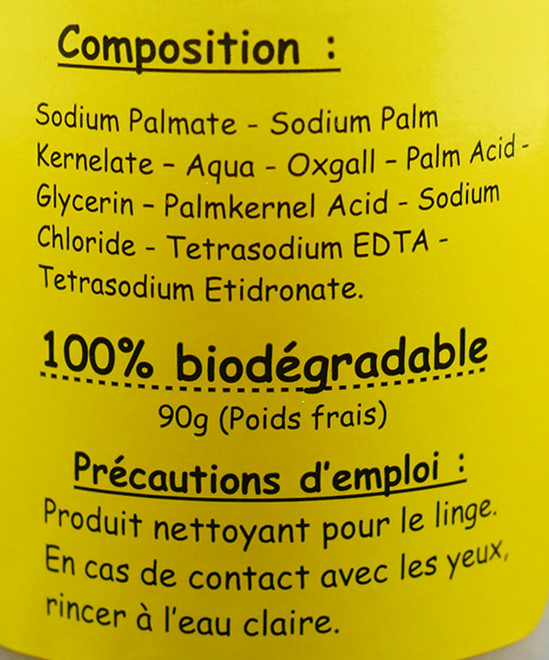 Composition :
Sodium Palmate - Sodium Palm
Kernelate - Aqua - Oxgall - Palm Acid -
Glycerin - Palmkernel Acid - Sodium
Chloride - Tetrasodium EDTA -
Tetrasodium Etidronate.
100% biodégradable
90g (Poids frais)
Précautions d'emploi :
Produit nettoyant pour le linge.
En cas de contact avec les yeux,
rincer à l'eau claire.